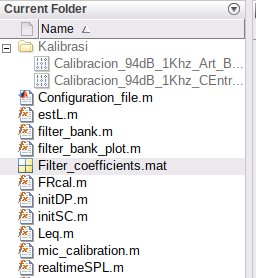 Current Folder
Name
Kalibrasi
Calibracion_94dB_1Khz_Art_B...
Calibracion_94dB_1Khz_CEntr...
Configuration_file.m
estL.m
filter_bank.m
filter_bank_plot.m
Filter_coefficients.mat
FRcal.m
initDP.m
initSC.m
Leq.m
mic_calibration.m
realtimeSPL.m